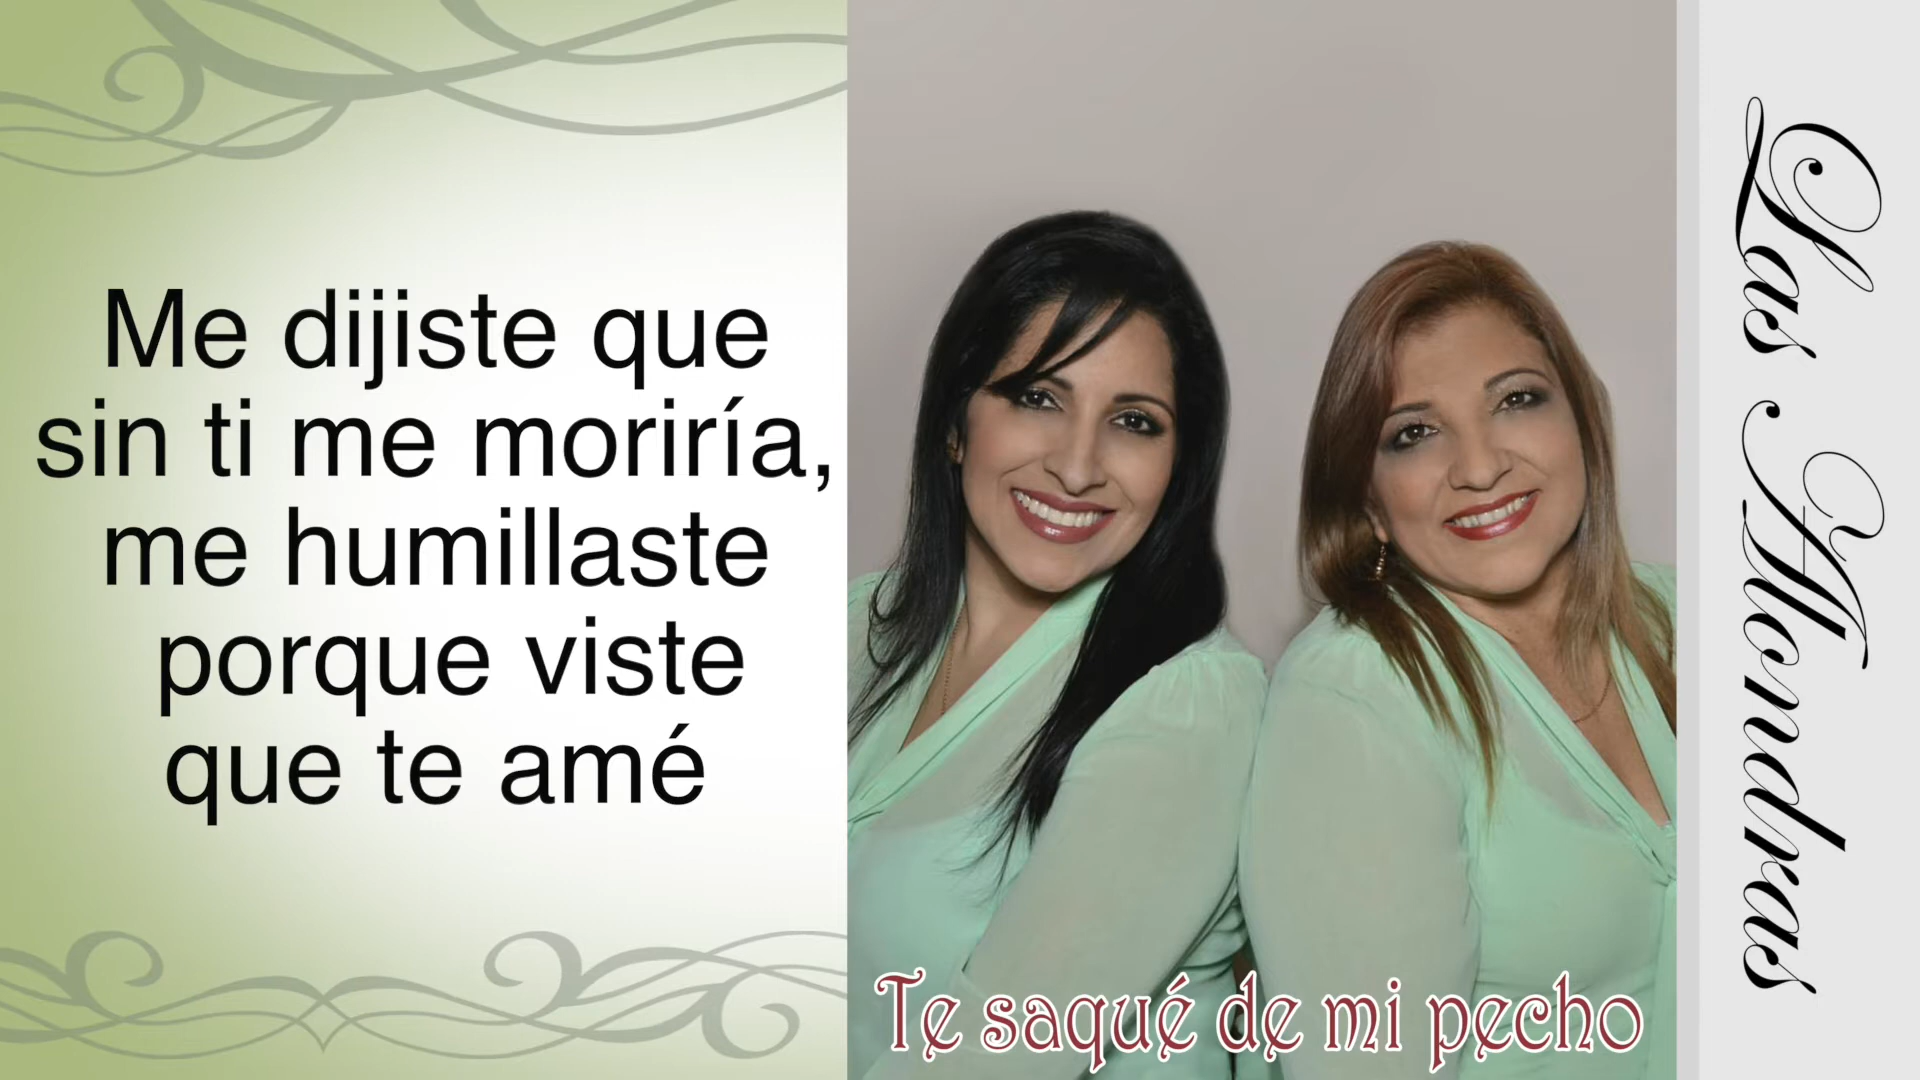 Me dijiste que
sin ti me moriría,
me humillaste
porque viste
que te amé
Te saqué de mi pecho
Las Alondras